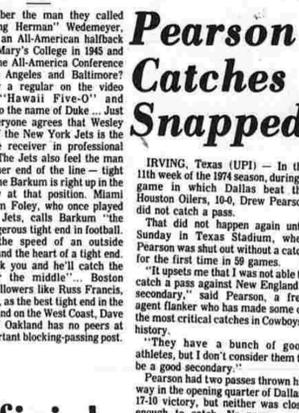 ber the man they called
ng Herman" Wedemeyer,
an All-American halfback
Mary's College in 1945 and
he All-America Conference
Angeles and Baltimore?
a regular on the video
"Hawaii Five-O" and
o the name of Duke ... Just
eryone agrees that Wesley
f the New York Jets is the
receiver in professional
The Jets also feel the man
er end of the line — tight
me Barkum is right up in the
at that position. Miami
n Foley, who once played
Jets, calls Barkum "the
gerous tight end in football.
the speed of an outside
nd the heart of a tight end.
k you and he'll catch the
r the middle" ... Boston
llowers like Russ Francis,
, as the best tight end in the
nd on the West Coast, Dave
Oakland has no peers at
rtant blocking-passing post.
Pearson
Catches
Snapped
IRVING, Texas (UPI) — In th
11th week of the 1974 season, during
game in which Dallas beat th
Houston Oilers, 10-0, Drew Pearso
did not catch a pass.
That did not happen again unt
Sunday in Texas Stadium, whe
Pearson was shut out without a catc
for the first time in 59 games.
"It upsets me that I was not able t
catch a pass against New England'
secondary," said Pearson, a fre
agent flanker who has made some o
the most critical catches in Cowboy
history.
"They have a bunch of goo
athletes, but I don't consider them t
be a good secondary."
Pearson had two passes thrown h
way in the opening quarter of Dalla
17-10 victory, but neither was clos
enough to catch.